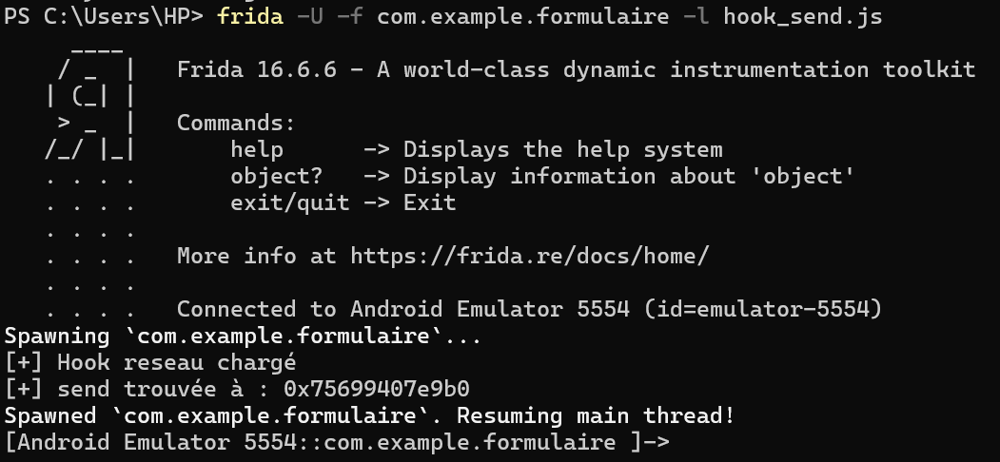 PS C:\Users\HP> frida -U -f com.example.formulaire -l hook_send.js
     ____
    / _  |   Frida 16.6.6 - A world-class dynamic instrumentation toolkit
   | (_| |
    > _  |   Commands:
   /_/ |_|       help      -> Displays the help system
   . . . .       object?   -> Display information about 'object'
   . . . .       exit/quit -> Exit
   . . . .
   . . . .   More info at https://frida.re/docs/home/
   . . . .
   . . . .   Connected to Android Emulator 5554 (id=emulator-5554)
Spawning `com.example.formulaire`...
[+] Hook reseau chargé
[+] send trouvée à : 0x75699407e9b0
Spawned `com.example.formulaire`. Resuming main thread!
[Android Emulator 5554::com.example.formulaire ]->